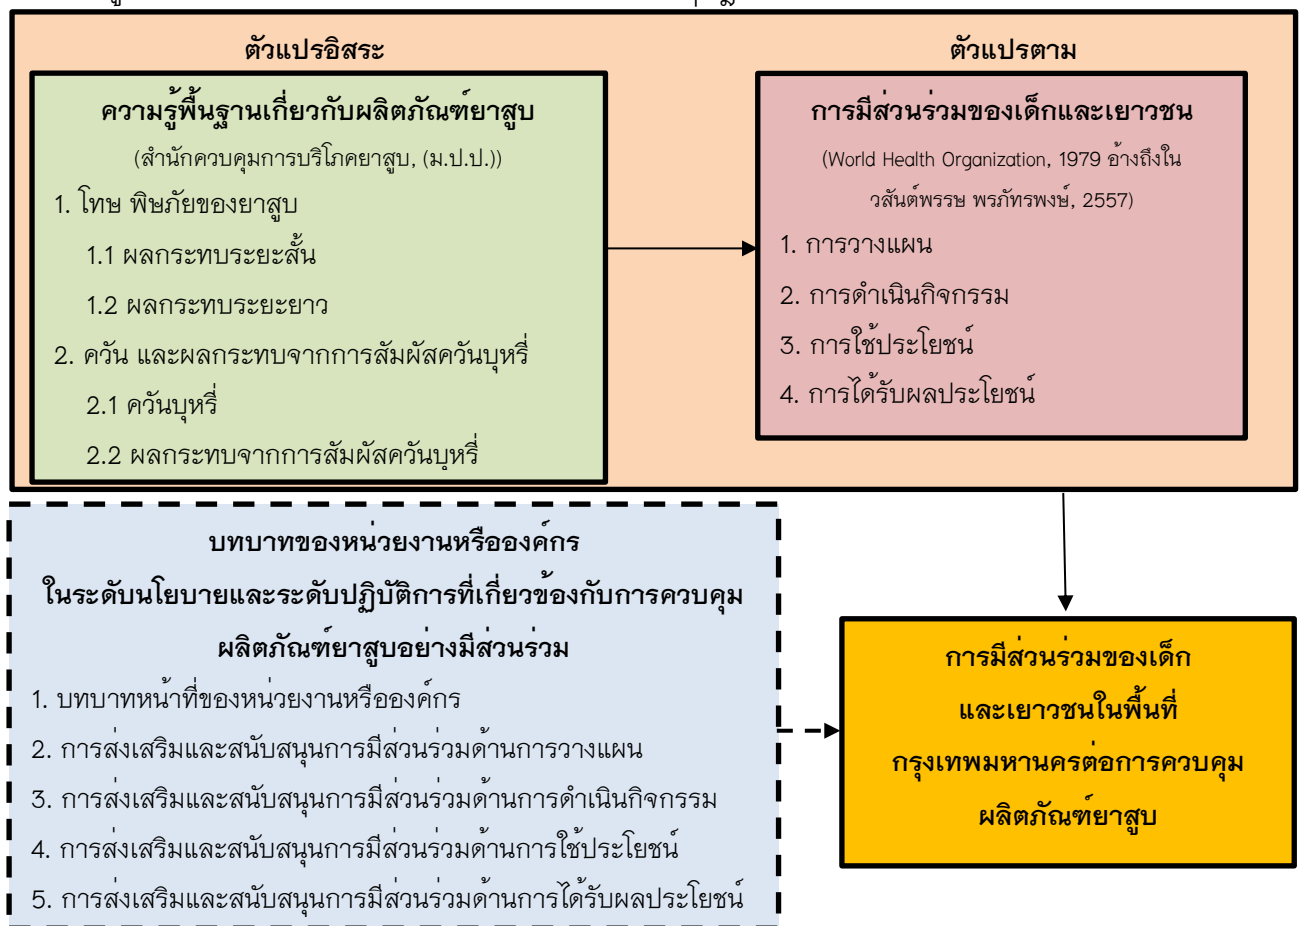 ตัวแปรอิสระ
ความรู้พื้นฐานเกี่ยวกับผลิตภัณฑ์ยาสูบ
(สำนักควบคุมการบริโภคยาสูบ, (ม.ป.ป.))
1. โทษ พิษภัยของยาสูบ
1.1 ผลกระทบระยะสั้น
1.2 ผลกระทบระยะยาว
2. ควัน และผลกระทบจากการสัมผัสควันบุหรี่
2.1 ควันบุหรี่
2.2 ผลกระทบจากการสัมผัสควันบุหรี่
ตัวแปรตาม
การมีส่วนร่วมของเด็กและเยาวชน
(World Health Organization, 1979 อ้างถึงใน
วสันต์พรรษ พรภัทรพงษ์, 2557)
1. การวางแผน
2. การดำเนินกิจกรรม
3. การใช้ประโยชน์
4. การได้รับผลประโยชน์
บทบาทของหน่วยงานหรือองค์กร
ในระดับนโยบายและระดับปฏิบัติการที่เกี่ยวข้องกับการควบคุม
ผลิตภัณฑ์ยาสูบอย่างมีส่วนร่วม
1. บทบาทหน้าที่ของหน่วยงานหรือองค์กร
2. การส่งเสริมและสนับสนุนการมีส่วนร่วมด้านการวางแผน
3. การส่งเสริมและสนับสนุนการมีส่วนร่วมด้านการดำเนินกิจกรรม
4. การส่งเสริมและสนับสนุนการมีส่วนร่วมด้านการใช้ประโยชน์
5. การส่งเสริมและสนับสนุนการมีส่วนร่วมด้านการได้รับผลประโยชน์
การมีส่วนร่วมของเด็ก
และเยาวชนในพื้นที่
กรุงเทพมหานครต่อการควบคุม
ผลิตภัณฑ์ยาสูบ